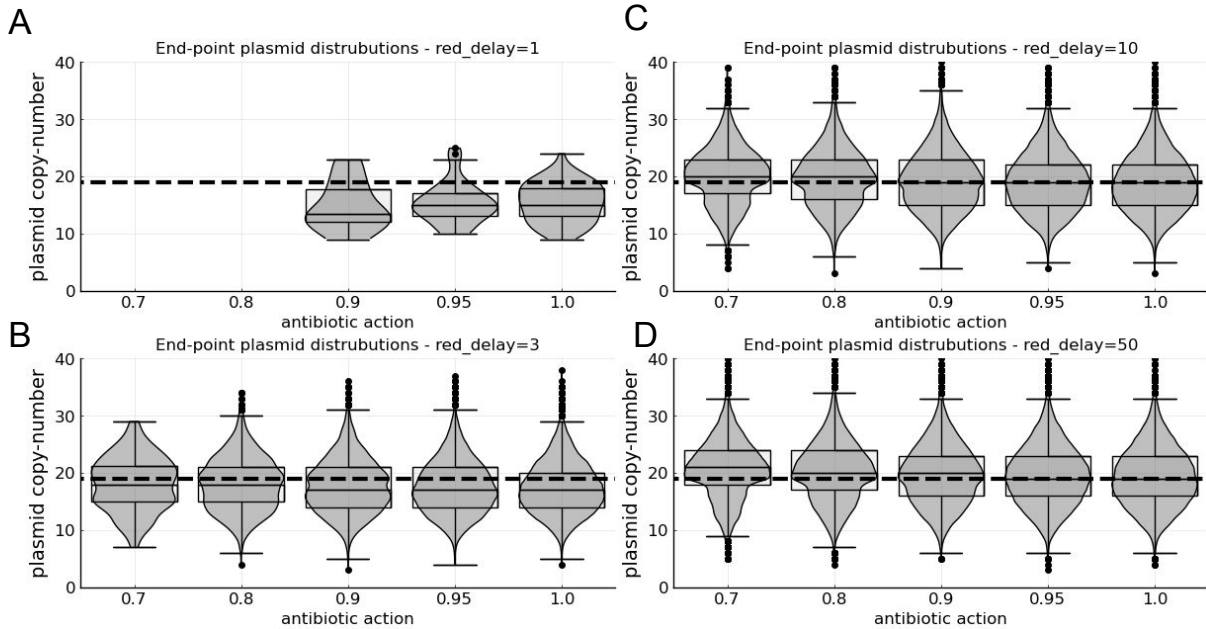 A
End-point plasmid distrubutions - red_delay=1
plasmid copy-number
40
30
20
10
0
0.7 0.8 0.9 0.95 1.0
antibiotic action
B
End-point plasmid distrubutions - red_delay=3
plasmid copy-number
40
30
20
10
0
0.7 0.8 0.9 0.95 1.0
antibiotic action
C
End-point plasmid distrubutions - red_delay=10
plasmid copy-number
40
30
20
10
0
0.7 0.8 0.9 0.95 1.0
antibiotic action
D
End-point plasmid distrubutions - red_delay=50
plasmid copy-number
40
30
20
10
0
0.7 0.8 0.9 0.95 1.0
antibiotic action